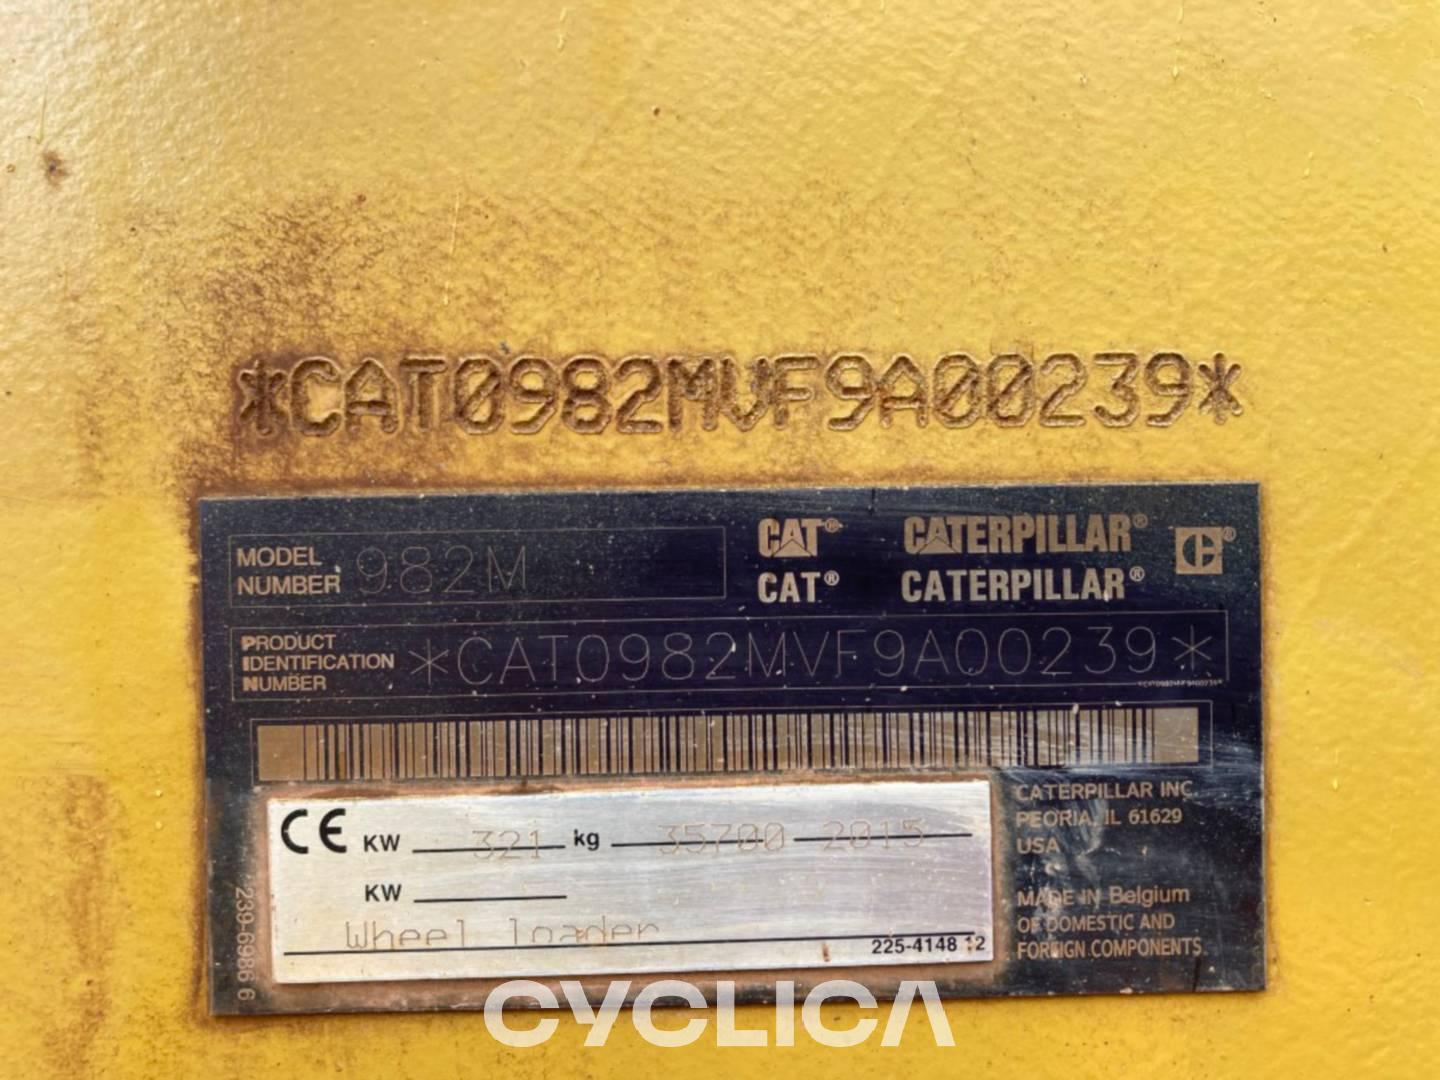 *CAT0982MVF9A00239*
MODEL NUMBER 982M
CAT® CATERPILLAR®
CAT® CATERPILLAR®
PRODUCT IDENTIFICATION NUMBER *CAT0982MVF9A00239*
*CAT0982MVF9A00239*
CE KW 321 kg 35700 2015
KW
Wheel loader
225-4148 12
239-6986 6
CATERPILLAR INC.
PEORIA, IL 61629
USA
MADE IN Belgium
OF DOMESTIC AND
FOREIGN COMPONENTS.
CYCLICA